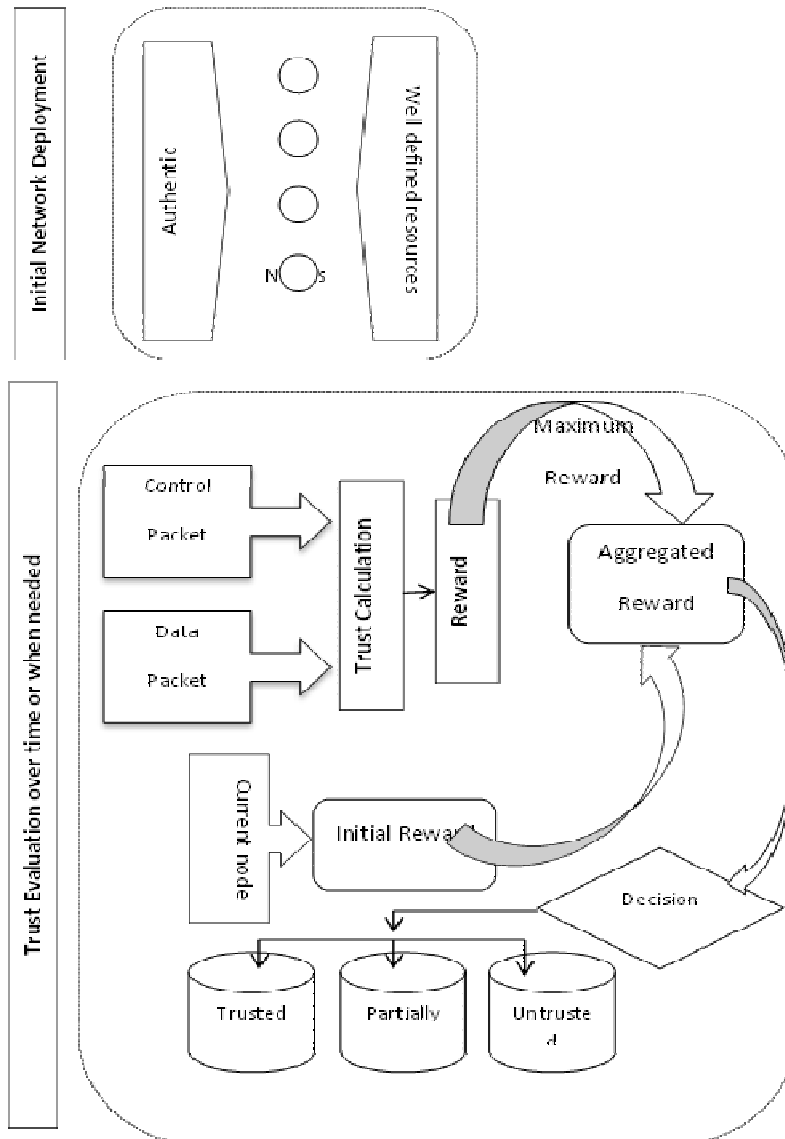 Initial Network Deployment
Authentic
N s
Well defined resources
Trust Evaluation over time or when needed
Control
Packet
Data
Packet
Trust Calculation
Reward
Maximum
Reward
Aggregated
Reward
Current node
Initial Reward
Decision
Trusted
Partially
Untruste
d